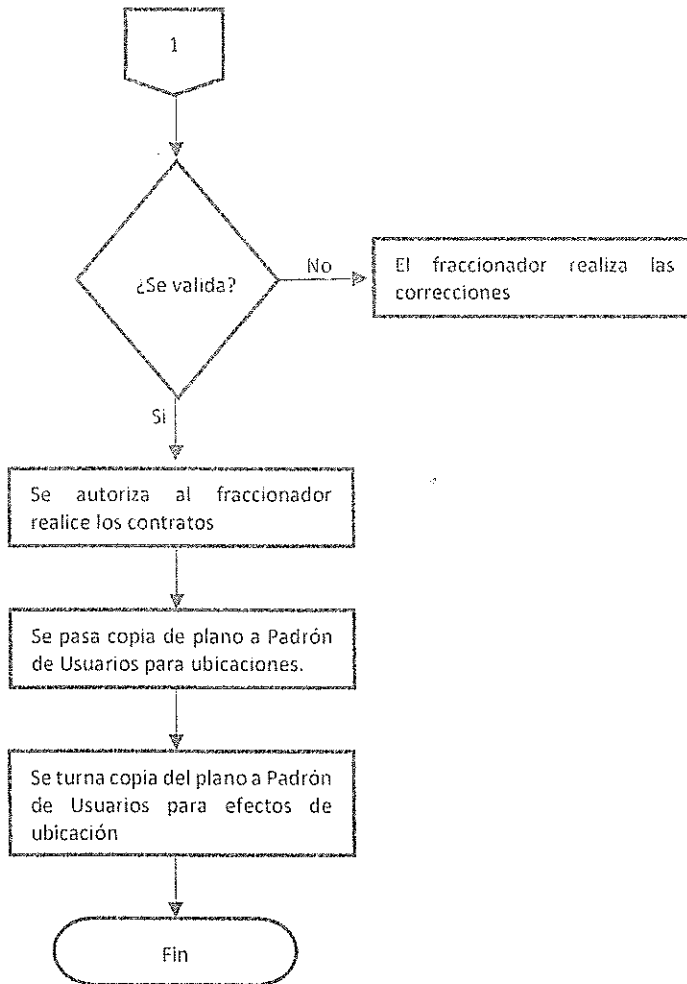 1
¿Se valida?
No
El fraccionador realiza las
correcciones
Si
Se autoriza al fraccionador
realice los contratos
Se pasa copia de plano a Padrón
de Usuarios para ubicaciones.
Se turna copia del plano a Padrón
de Usuarios para efectos de
ubicación
Fin